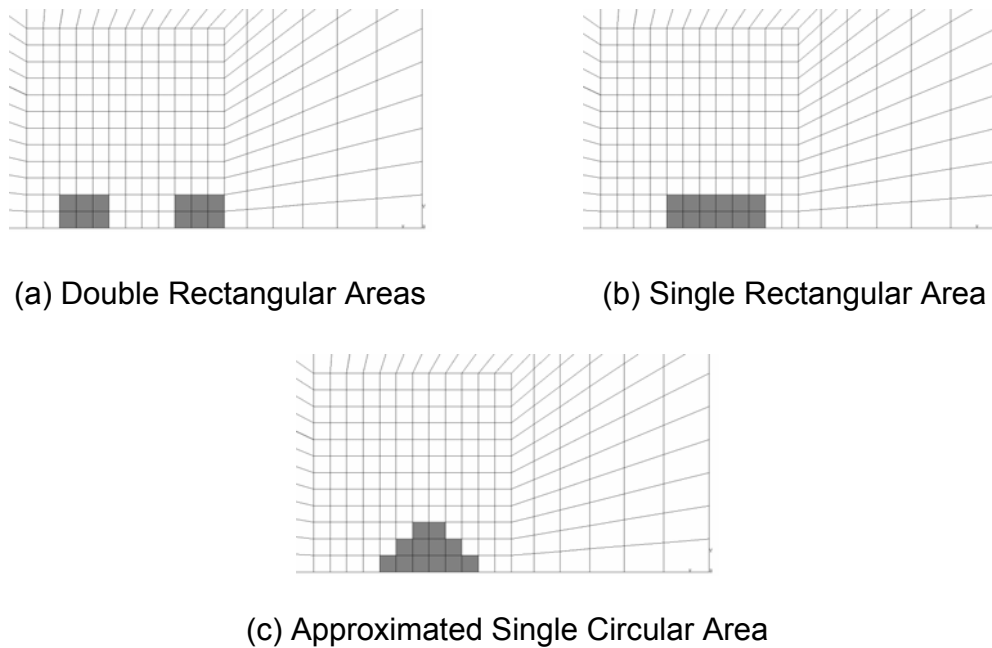 (a) Double Rectangular Areas
(b) Single Rectangular Area
(c) Approximated Single Circular Area